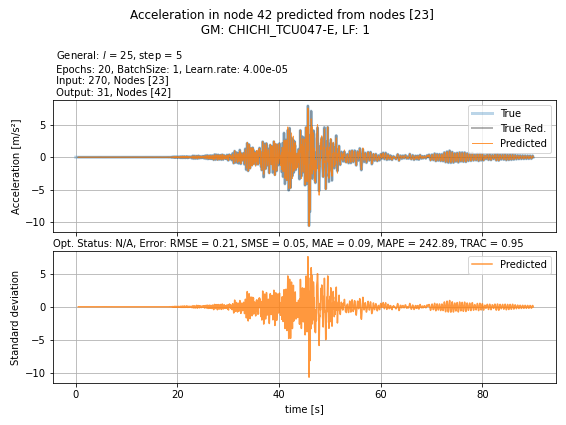 Acceleration in node 42 predicted from nodes [23]
GM: CHICHI_TCU047-E, LF: 1
General: l = 25, step = 5
Epochs: 20, BatchSize: 1, Learn.rate: 4.00e-05
Input: 270, Nodes [23]
Output: 31, Nodes [42]
Acceleration [m/s²]
5
0
−5
−10
True
True Red.
Predicted
Opt. Status: N/A, Error: RMSE = 0.21, SMSE = 0.05, MAE = 0.09, MAPE = 242.89, TRAC = 0.95
Standard deviation
5
0
−5
−10
Predicted
0 20 40 60 80
time [s]